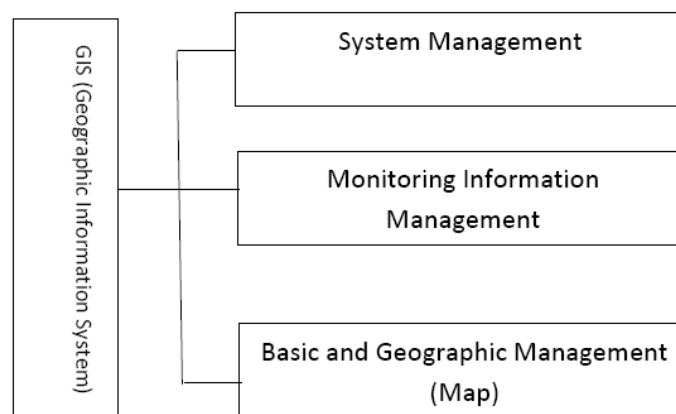 GIS (Geographic Information System)
System Management
Monitoring Information
Management
Basic and Geographic Management
(Map)